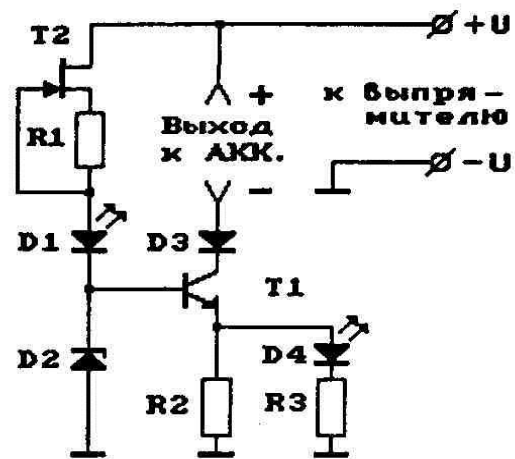 T2
+U
R1
+
Выход
к АКК.
−
к выпря-
мителю
-U
D1
D3
T1
D2
D4
R2
R3